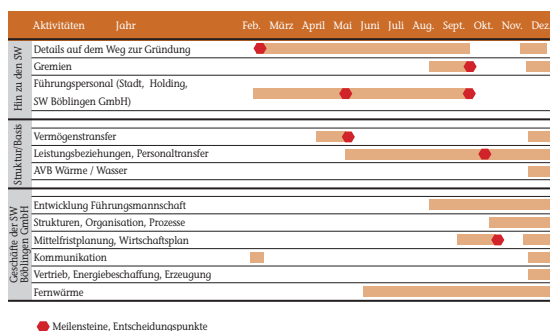 Aktivitäten Jahr Feb. März April Mai Juni Juli Aug. Sept. Okt. Nov. Dez
Hin zu den SW
Details auf dem Weg zur Gründung
Gremien
Führungspersonal (Stadt, Holding,
SW Böblingen GmbH)
Struktur/Basis
Vermögenstransfer
Leistungsbeziehungen, Personaltransfer
AVB Wärme / Wasser
Geschäfte der SW
Böblingen GmbH
Entwicklung Führungsmannschaft
Strukturen, Organisation, Prozesse
Mittelfristplanung, Wirtschaftsplan
Kommunikation
Vertrieb, Energiebeschaffung, Erzeugung
Fernwärme
Meilensteine, Entscheidungspunkte